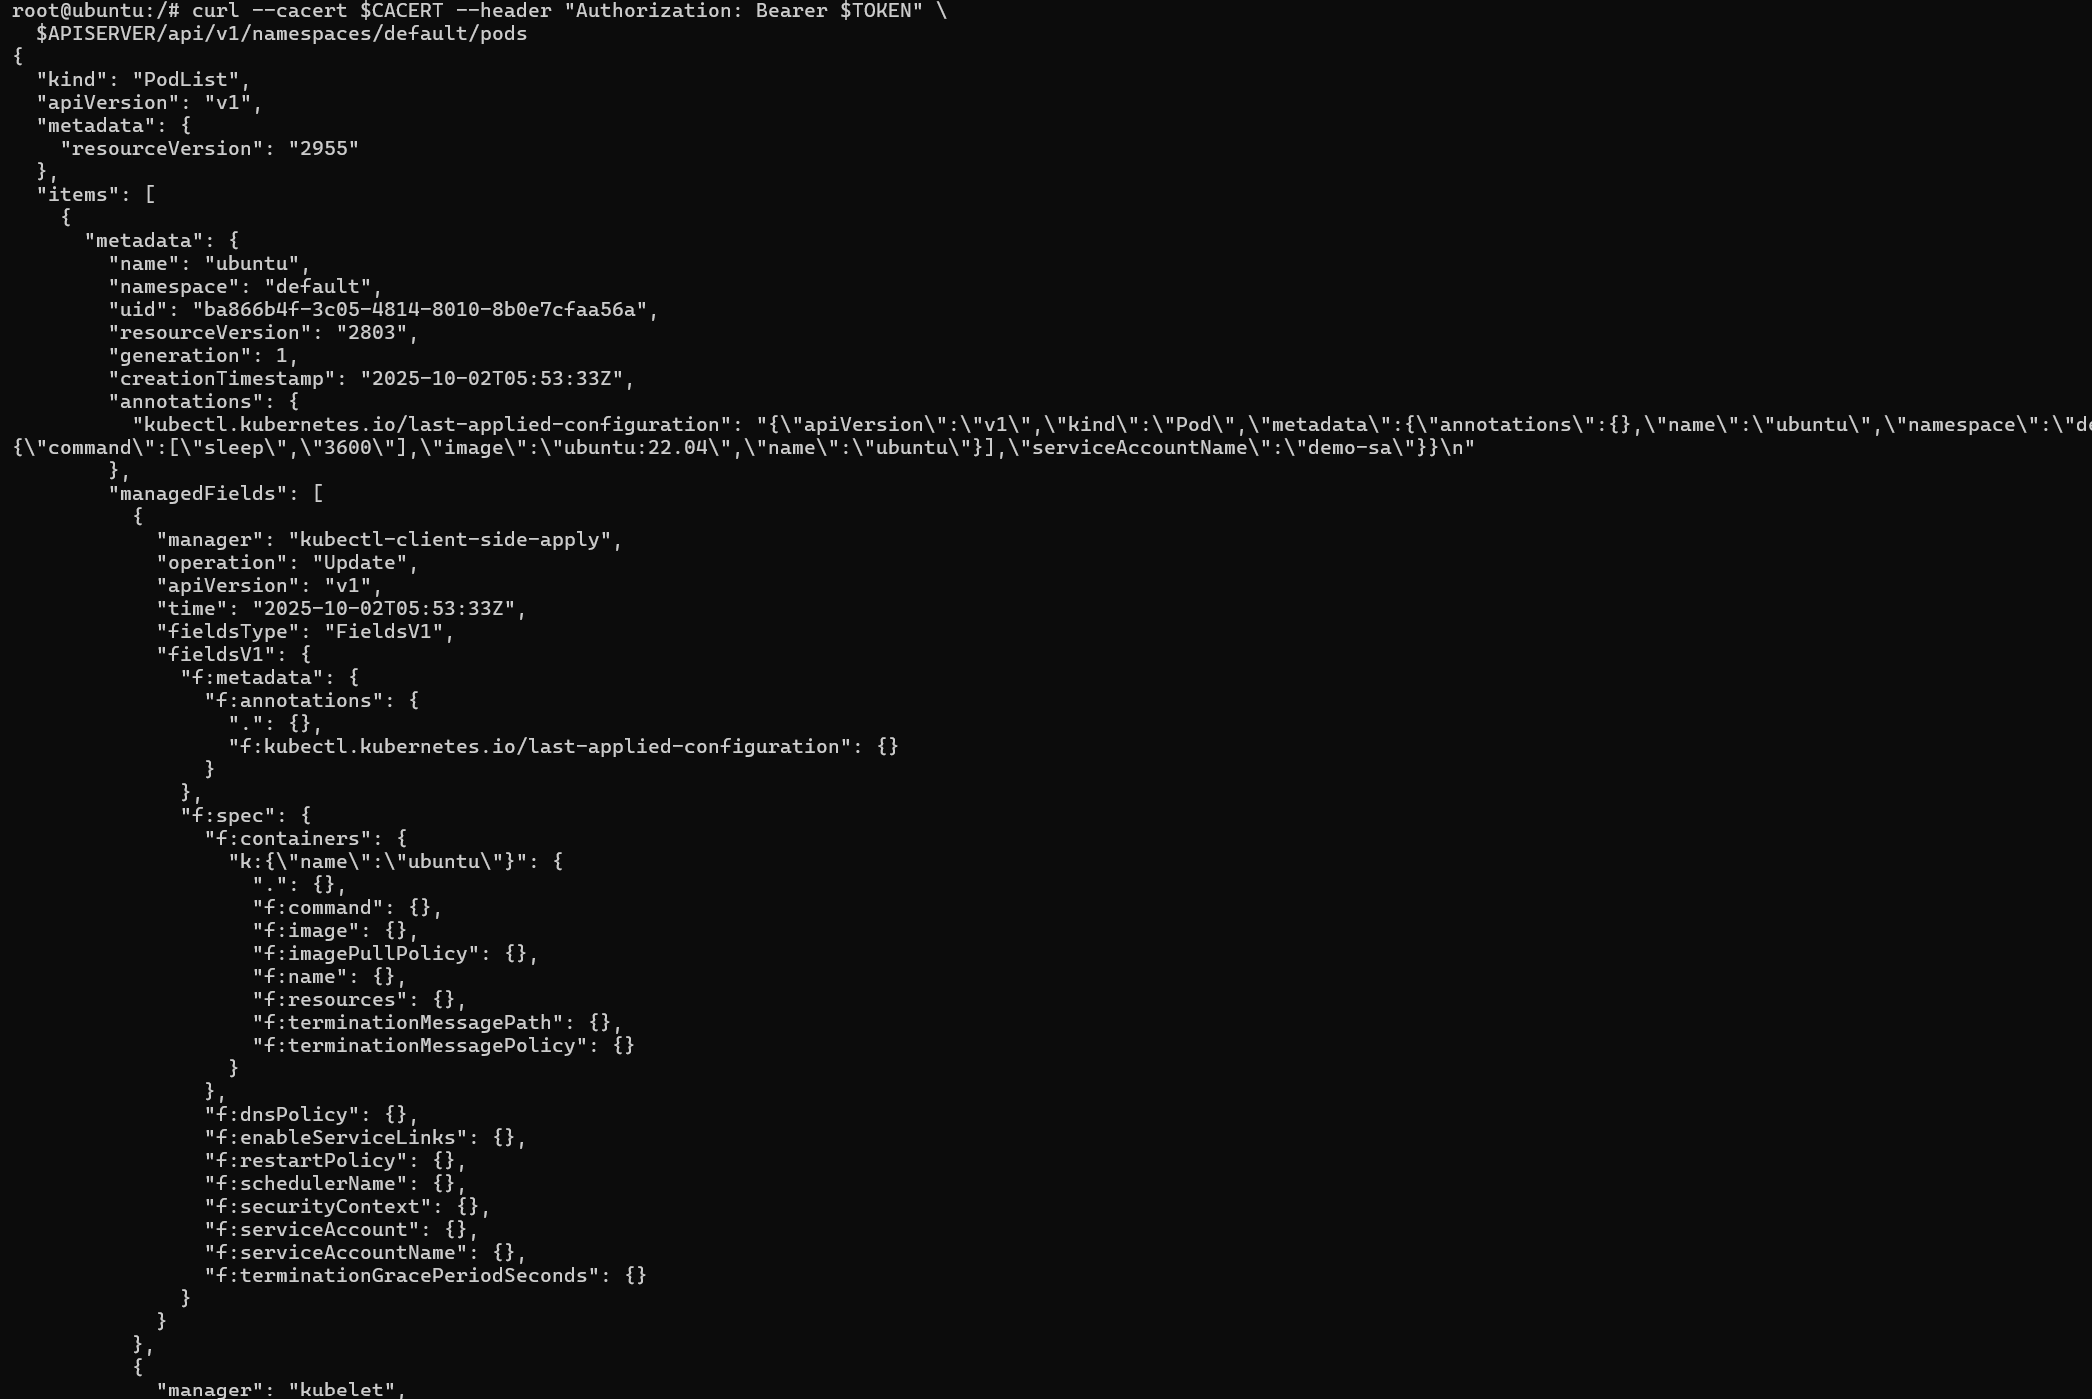 root@ubuntu:/# curl --cacert $CACERT --header "Authorization: Bearer $TOKEN" \
  $APISERVER/api/v1/namespaces/default/pods
{
  "kind": "PodList",
  "apiVersion": "v1",
  "metadata": {
    "resourceVersion": "2955"
  },
  "items": [
    {
      "metadata": {
        "name": "ubuntu",
        "namespace": "default",
        "uid": "ba866b4f-3c05-4814-8010-8b0e7cfaa56a",
        "resourceVersion": "2803",
        "generation": 1,
        "creationTimestamp": "2025-10-02T05:53:33Z",
        "annotations": {
          "kubectl.kubernetes.io/last-applied-configuration": "{\"apiVersion\":\"v1\",\"kind\":\"Pod\",\"metadata\":{\"annotations\":{},\"name\":\"ubuntu\",\"namespace\":\"de
{\"command\":[\"sleep\",\"3600\"],\"image\":\"ubuntu:22.04\",\"name\":\"ubuntu\"}],\"serviceAccountName\":\"demo-sa\"}}\n"
        },
        "managedFields": [
          {
            "manager": "kubectl-client-side-apply",
            "operation": "Update",
            "apiVersion": "v1",
            "time": "2025-10-02T05:53:33Z",
            "fieldsType": "FieldsV1",
            "fieldsV1": {
              "f:metadata": {
                "f:annotations": {
                  ".": {},
                  "f:kubectl.kubernetes.io/last-applied-configuration": {}
                }
              },
              "f:spec": {
                "f:containers": {
                  "k:{\"name\":\"ubuntu\"}": {
                    ".": {},
                    "f:command": {},
                    "f:image": {},
                    "f:imagePullPolicy": {},
                    "f:name": {},
                    "f:resources": {},
                    "f:terminationMessagePath": {},
                    "f:terminationMessagePolicy": {}
                  }
                },
                "f:dnsPolicy": {},
                "f:enableServiceLinks": {},
                "f:restartPolicy": {},
                "f:schedulerName": {},
                "f:securityContext": {},
                "f:serviceAccount": {},
                "f:serviceAccountName": {},
                "f:terminationGracePeriodSeconds": {}
              }
            }
          },
          {
            "manager": "kubelet",